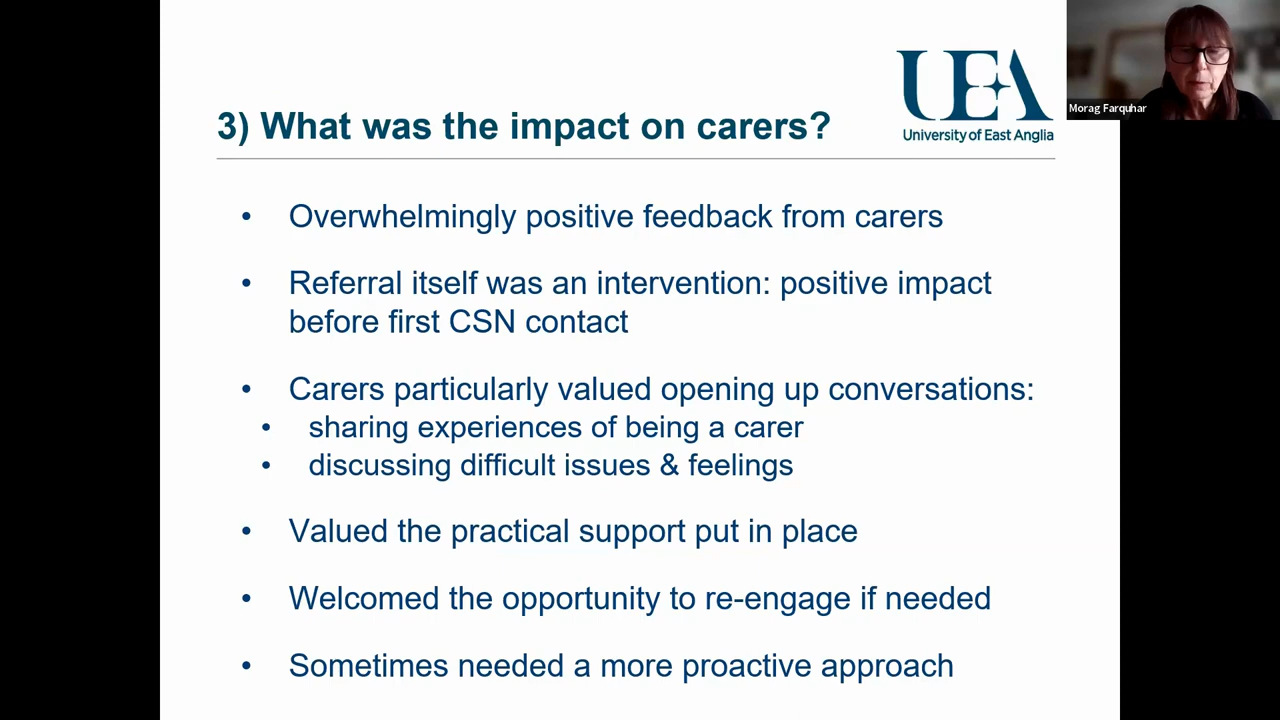 UEA
University of East Anglia
Morag Farquhar
3) What was the impact on carers?
• Overwhelmingly positive feedback from carers
• Referral itself was an intervention: positive impact
before first CSN contact
• Carers particularly valued opening up conversations:
• sharing experiences of being a carer
• discussing difficult issues & feelings
• Valued the practical support put in place
• Welcomed the opportunity to re-engage if needed
• Sometimes needed a more proactive approach